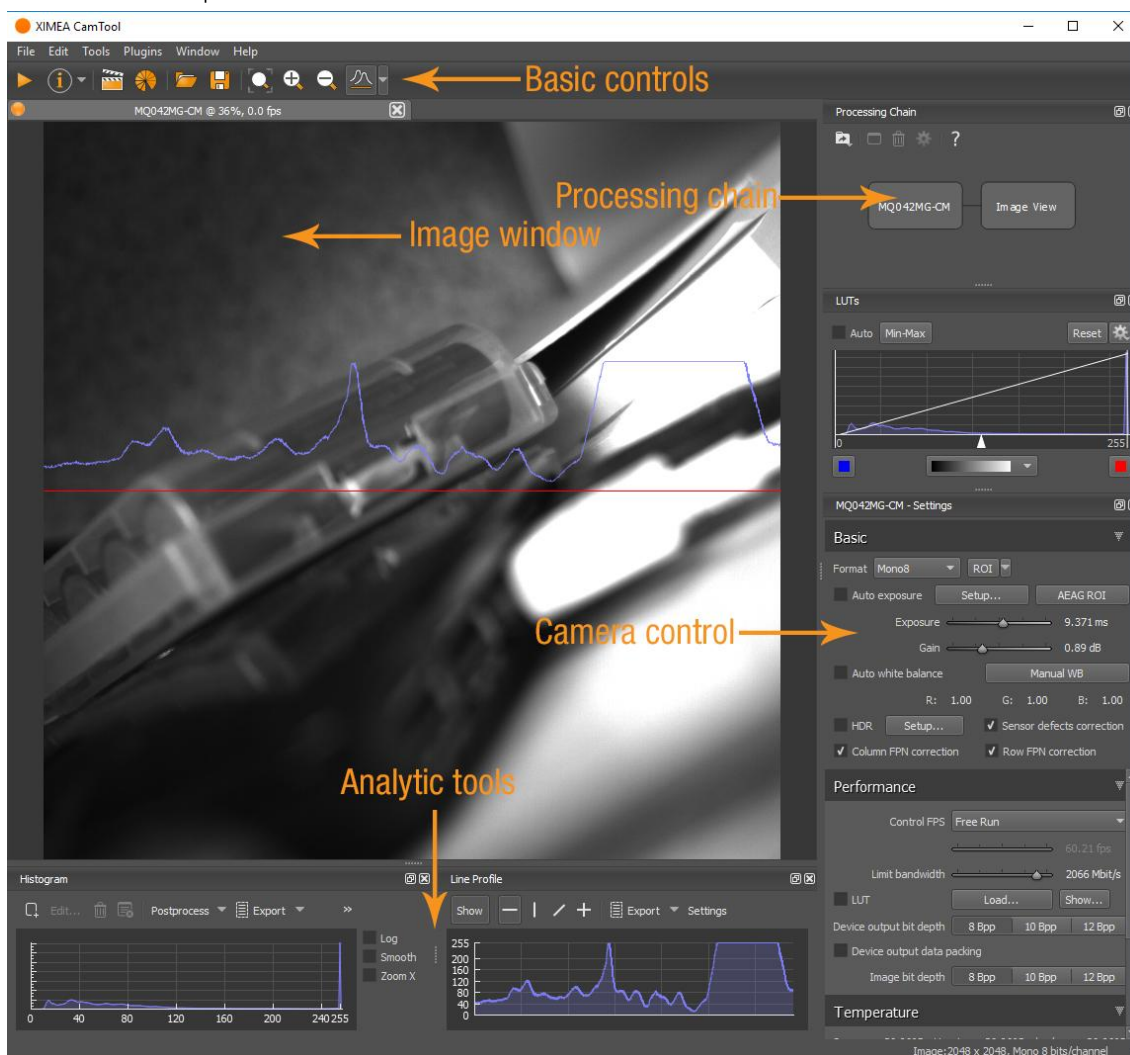 XIMEA CamTool
File Edit Tools Plugins Window Help
Basic controls
MQ042MG-CM @ 36%, 0.0 fps
Processing Chain
?
Processing chain
MQ042MG-CM
Image View
Image window
LUTs
Auto Min-Max Reset
0 255
MQ042MG-CM - Settings
Basic
Format Mono8 ROI
Auto exposure Setup... AEAG ROI
Exposure 9.371 ms
Camera control
Gain 0.89 dB
Auto white balance Manual WB
R: 1.00 G: 1.00 B: 1.00
HDR Setup... Sensor defects correction
Column FPN correction Row FPN correction
Analytic tools
Performance
Control FPS Free Run
60.21 fps
Limit bandwidth 2066 Mbit/s
LUT Load... Show...
Device output bit depth 8 Bpp 10 Bpp 12 Bpp
Device output data packing
Image bit depth 8 Bpp 10 Bpp 12 Bpp
Temperature
Histogram
Edit... Postprocess Export »
Log
Smooth
Zoom X
0 40 80 120 160 200 240 255
Line Profile
Show Export Settings
255
200
160
120
80
40
0
Image:2048 x 2048, Mono 8 bits/channel